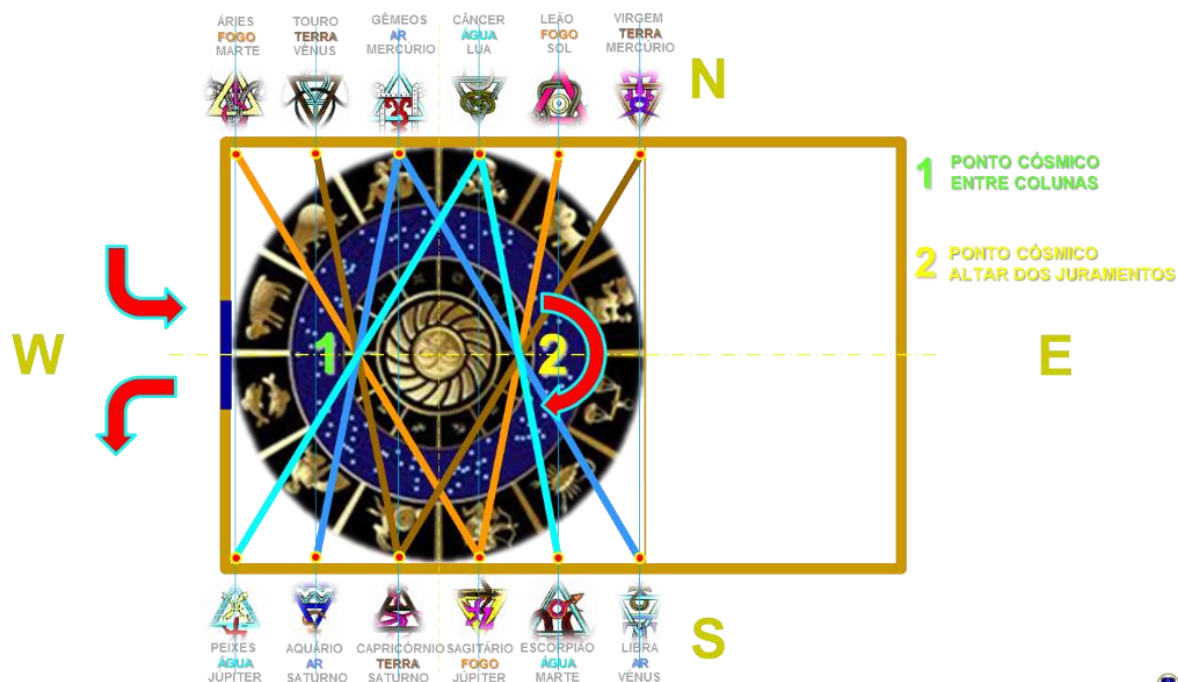 ÁRIES
FOGO
MARTE
TOURO
TERRA
VÊNUS
GÊMEOS
AR
MERCÚRIO
CÂNCER
ÁGUA
LUA
LEÃO
FOGO
SOL
VIRGEM
TERRA
MERCÚRIO
N
1 PONTO CÓSMICO
ENTRE COLUNAS
2 PONTO CÓSMICO
ALTAR DOS JURAMENTOS
W
1
2
E
PEIXES
ÁGUA
JÚPITER
AQUÁRIO
AR
SATURNO
CAPRICÓRNIO
TERRA
SATURNO
SAGITÁRIO
FOGO
JÚPITER
ESCORPIÃO
ÁGUA
MARTE
LIBRA
AR
VÊNUS
S